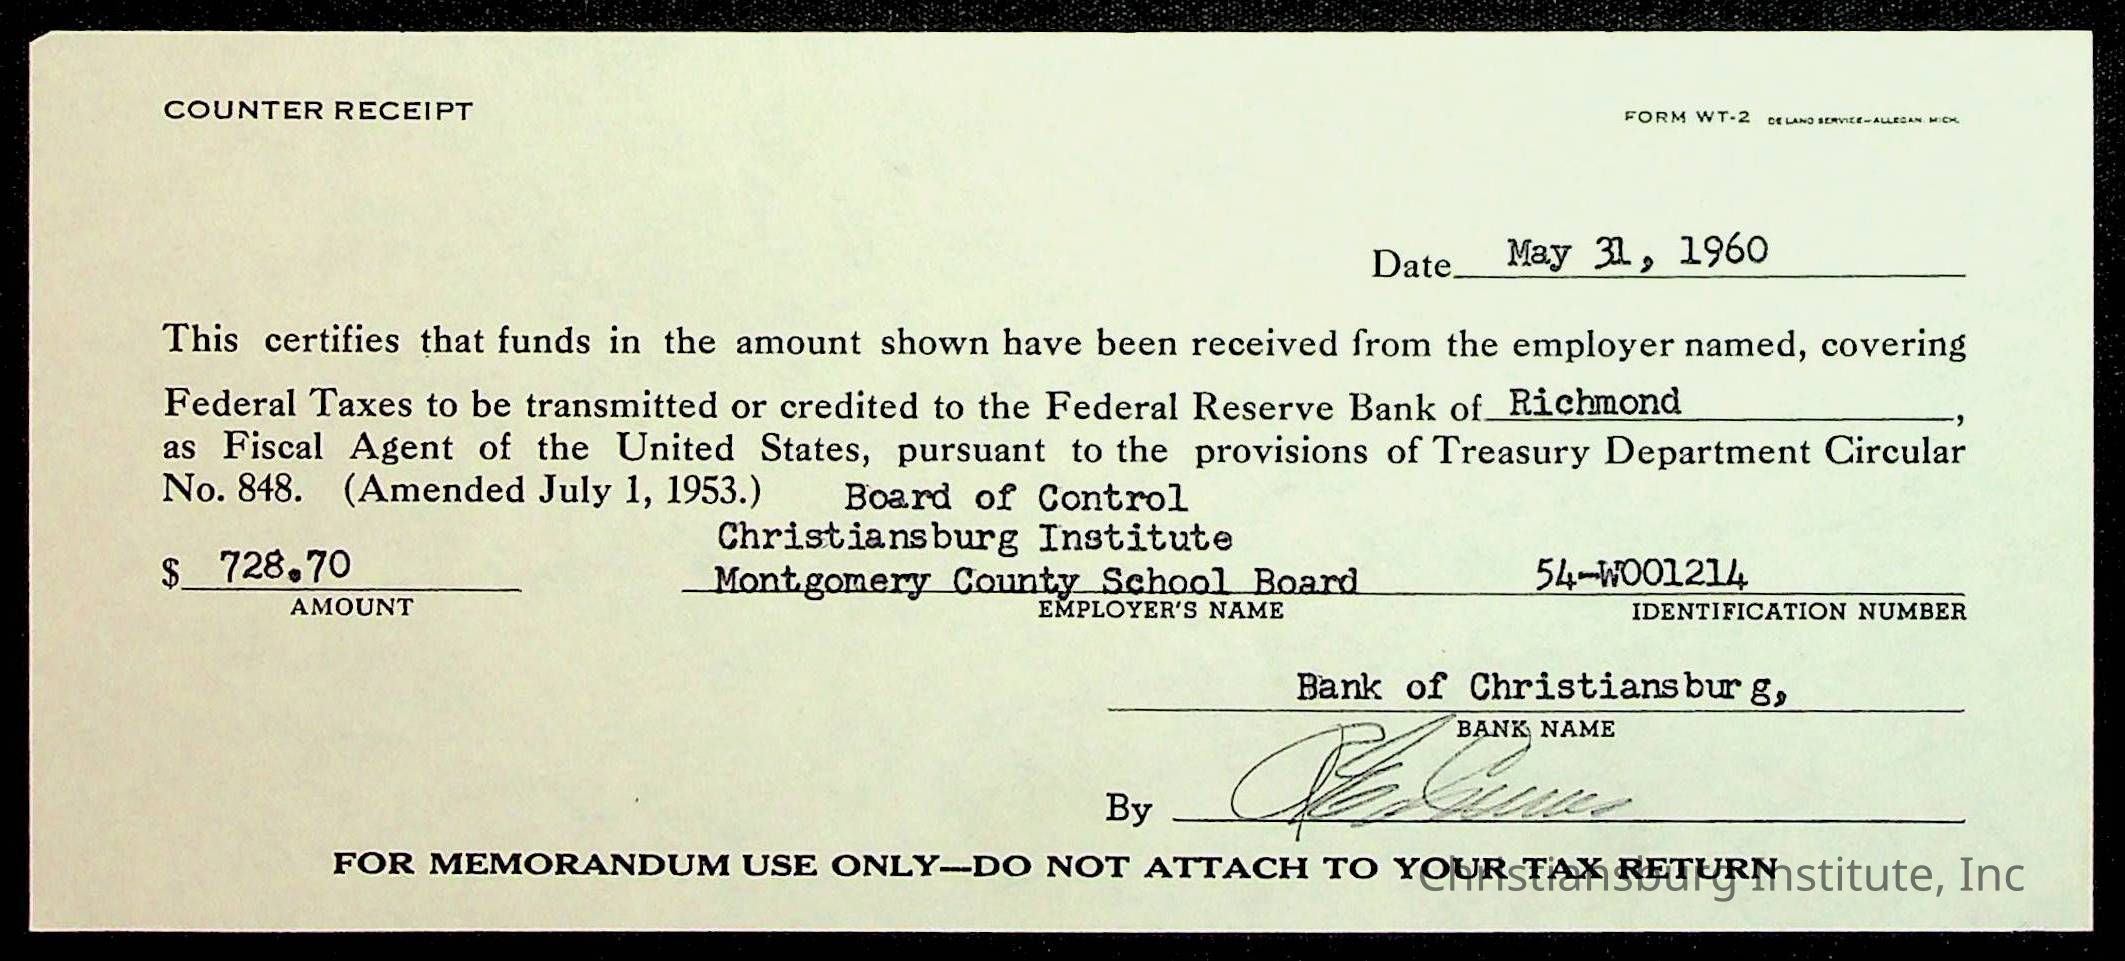 COUNTER RECEIPT
FORM WT-2 DE LAND SERVICE—ALLEGAN. MICH.
Date May 31, 1960
This certifies that funds in the amount shown have been received from the employer named, covering
Federal Taxes to be transmitted or credited to the Federal Reserve Bank of Richmond,
as Fiscal Agent of the United States, pursuant to the provisions of Treasury Department Circular
No. 848. (Amended July 1, 1953.) Board of Control
Christiansburg Institute
$ 728.70 Montgomery County School Board 54-W001214
AMOUNT EMPLOYER'S NAME IDENTIFICATION NUMBER
Bank of Christiansburg,
BANK NAME
By
FOR MEMORANDUM USE ONLY—DO NOT ATTACH TO YOUR TAX RETURN
Christiansburg Institute, Inc